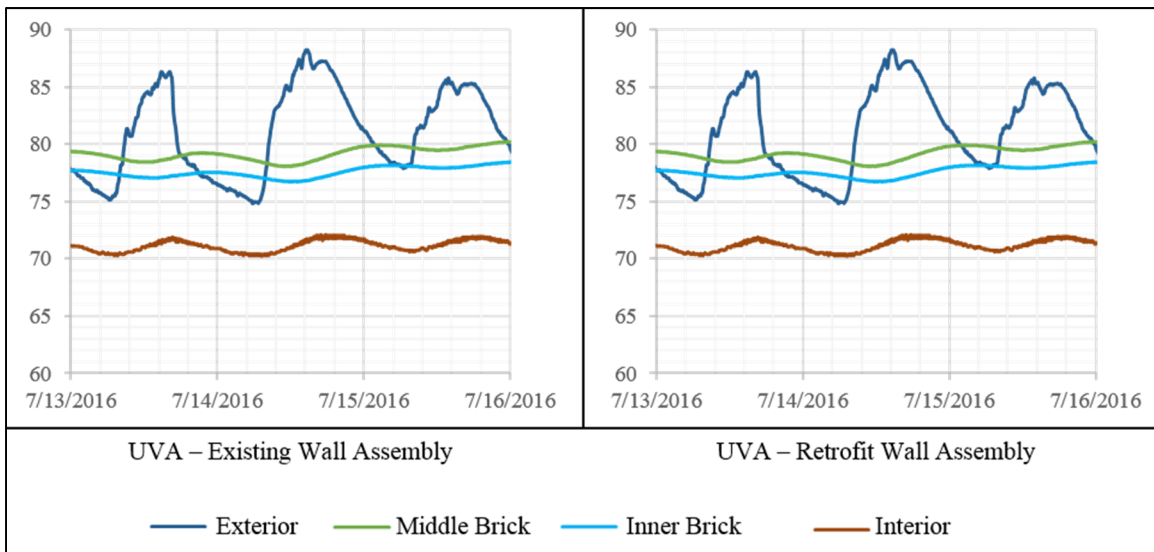 90
85
80
75
70
65
60
7/13/2016 7/14/2016 7/15/2016 7/16/2016
90
85
80
75
70
65
60
7/13/2016 7/14/2016 7/15/2016 7/16/2016
UVA – Existing Wall Assembly
UVA – Retrofit Wall Assembly
Exterior Middle Brick Inner Brick Interior